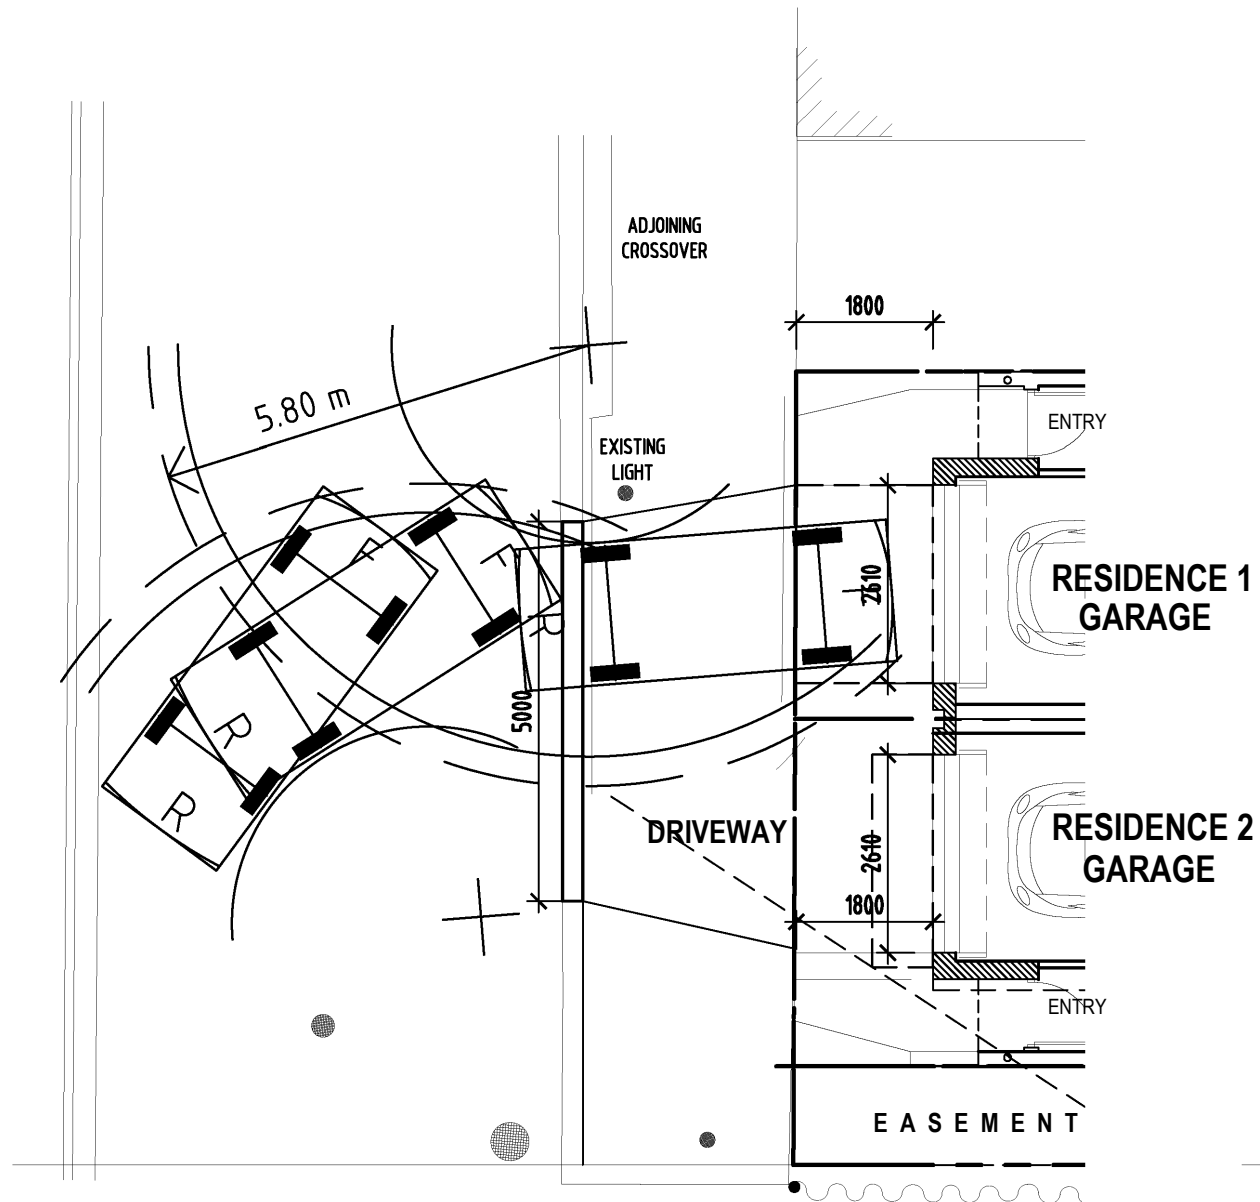 ADJOINING
CROSSOVER
1800
5.80 m
ENTRY
EXISTING
LIGHT
F
F
F
R
2610
RESIDENCE 1
GARAGE
5000
R
R
DRIVEWAY
2610
RESIDENCE 2
GARAGE
1800
ENTRY
EASEMENT